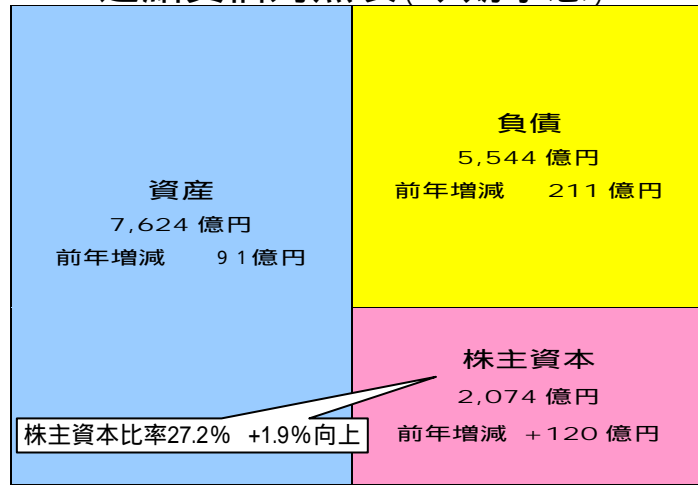 資産
7,624 億円
前年増減 91億円
負債
5,544 億円
前年増減 211 億円
株主資本
2,074 億円
前年増減 +120 億円
株主資本比率27.2% +1.9%向上